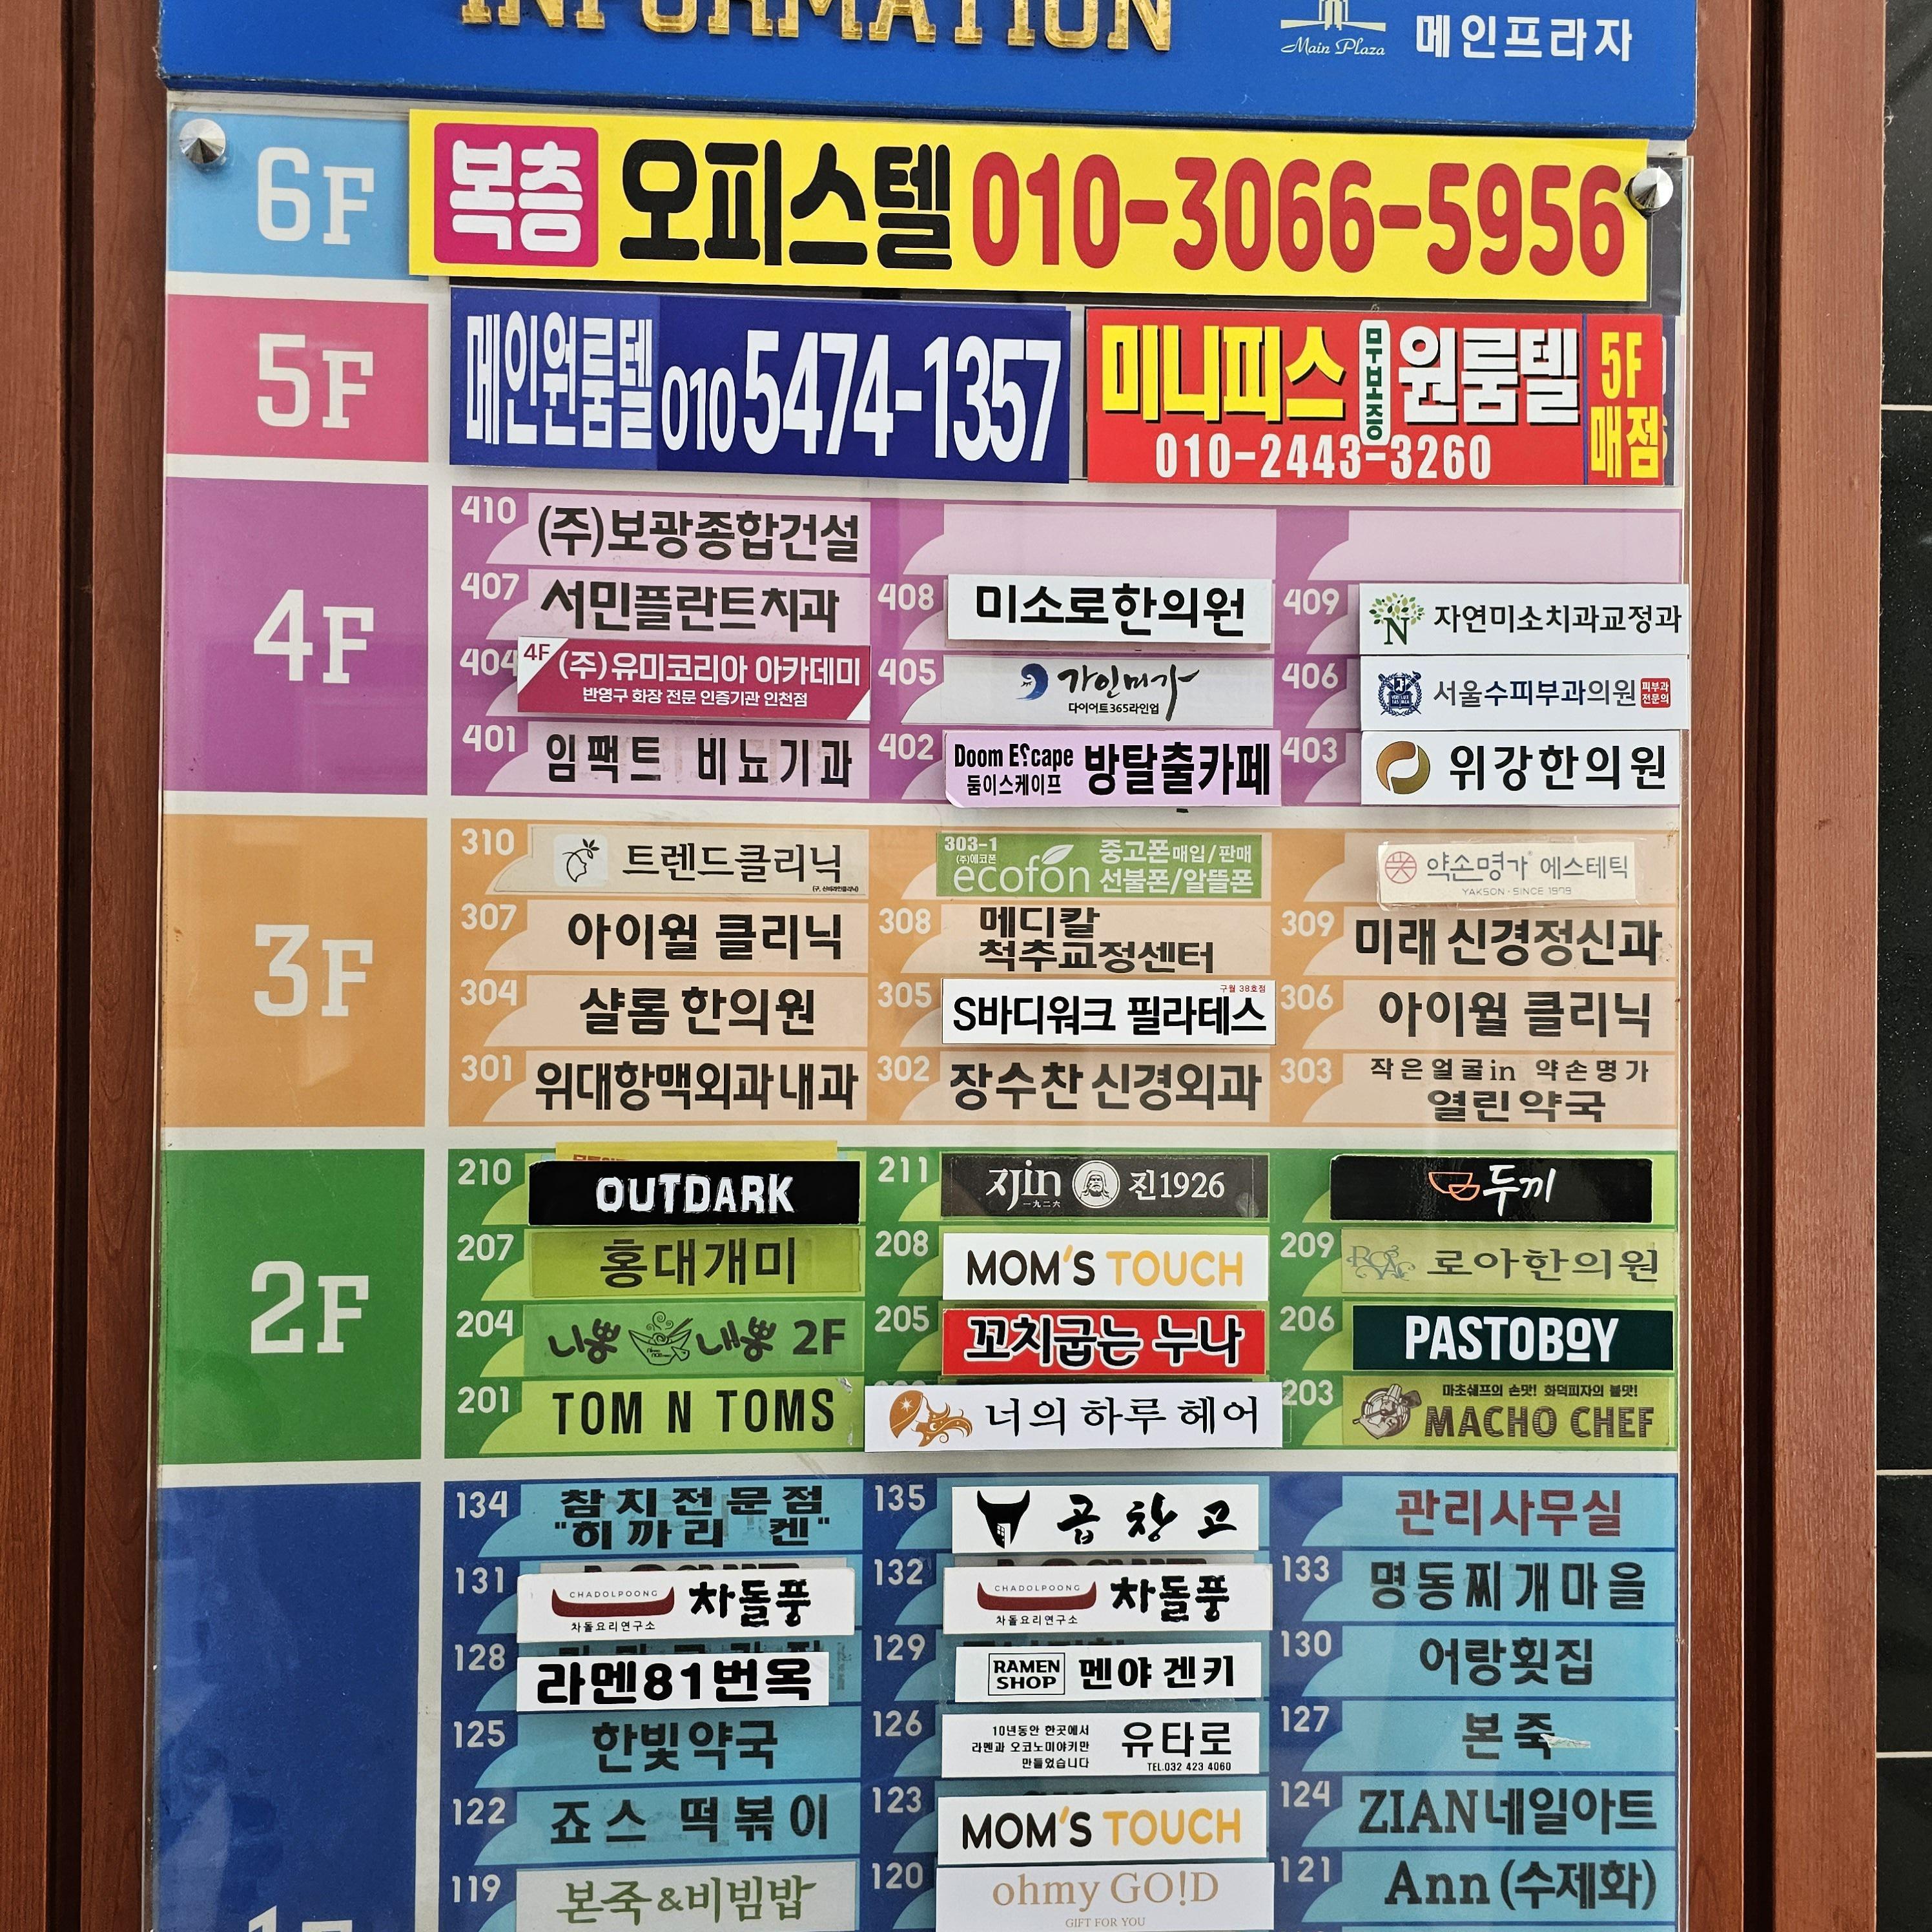 INFORMATION
Main Plaza 메인프라자
6F 복층 오피스텔 010-3066-5956
5F 메인원룸텔 010 5474-1357
미니피스 무보증 원룸텔 5F 매점
010-2443-3260
4F
410 (주)보광종합건설
407 서민플란트치과
408 미소로한의원
409 N 자연미소치과교정과
404 4F (주)유미코리아 아카데미
반영구 화장 전문 인증기관 인천점
405 가인미가
다이어트365라인업
406 서울수피부과의원 피부과 전문의
401 임팩트 비뇨기과
402 Doom Escape 방탈출카페
둠이스케이프
403 위강한의원
3F
310 트렌드클리닉
303-1
(주)에코폰
ecofon
중고폰 매입/판매
선불폰/알뜰폰
약손명가 에스테틱
YAKSON·SINCE 1979
307 아이월 클리닉
308 메디칼
척추교정센터
309 미래 신경정신과
304 샬롬 한의원
305 구월 38호점
S바디워크 필라테스
306 아이월 클리닉
301 위대항맥외과내과
302 장수찬신경외과
303 작은얼굴in 약손명가
열린약국
2F
210 OUTDARK
211 지jin 진1926
一九二六
두끼
207 홍대개미
208 MOM'S TOUCH
209 ROA 로아한의원
204 니뽕 내뽕 2F
205 꼬치굽는 누나
206 PASTOBOY
201 TOM N TOMS
너의 하루 헤어
203 마초쉐프의 손맛! 화덕피자의 불맛!
MACHO CHEF
134 참치전문점
"히까리 켄"
135 곱창고
관리사무실
131 CHADOLPOONG 차돌풍
차돌요리연구소
132 CHADOLPOONG 차돌풍
차돌요리연구소
133 명동찌개마을
128 라멘81번옥
129 RAMEN SHOP 멘야겐키
130 어랑횟집
125 한빛약국
126 10년동안 한곳에서
라멘과 오코노미야키만
만들었습니다
유타로
TEL.032 423 4060
127 본죽
122 죠스 떡볶이
123 MOM'S TOUCH
124 ZIAN네일아트
119 본죽&비빔밥
120 ohmy GO!D
GIFT FOR YOU
121 Ann (수제화)